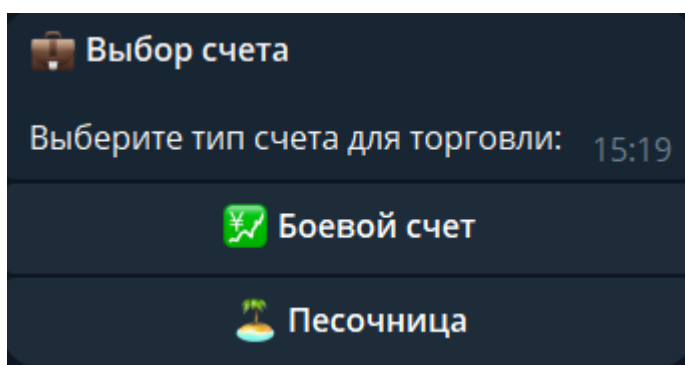 💼 Выбор счета
Выберите тип счета для торговли: 15:19
💹 Боевой счет
🏝 Песочница